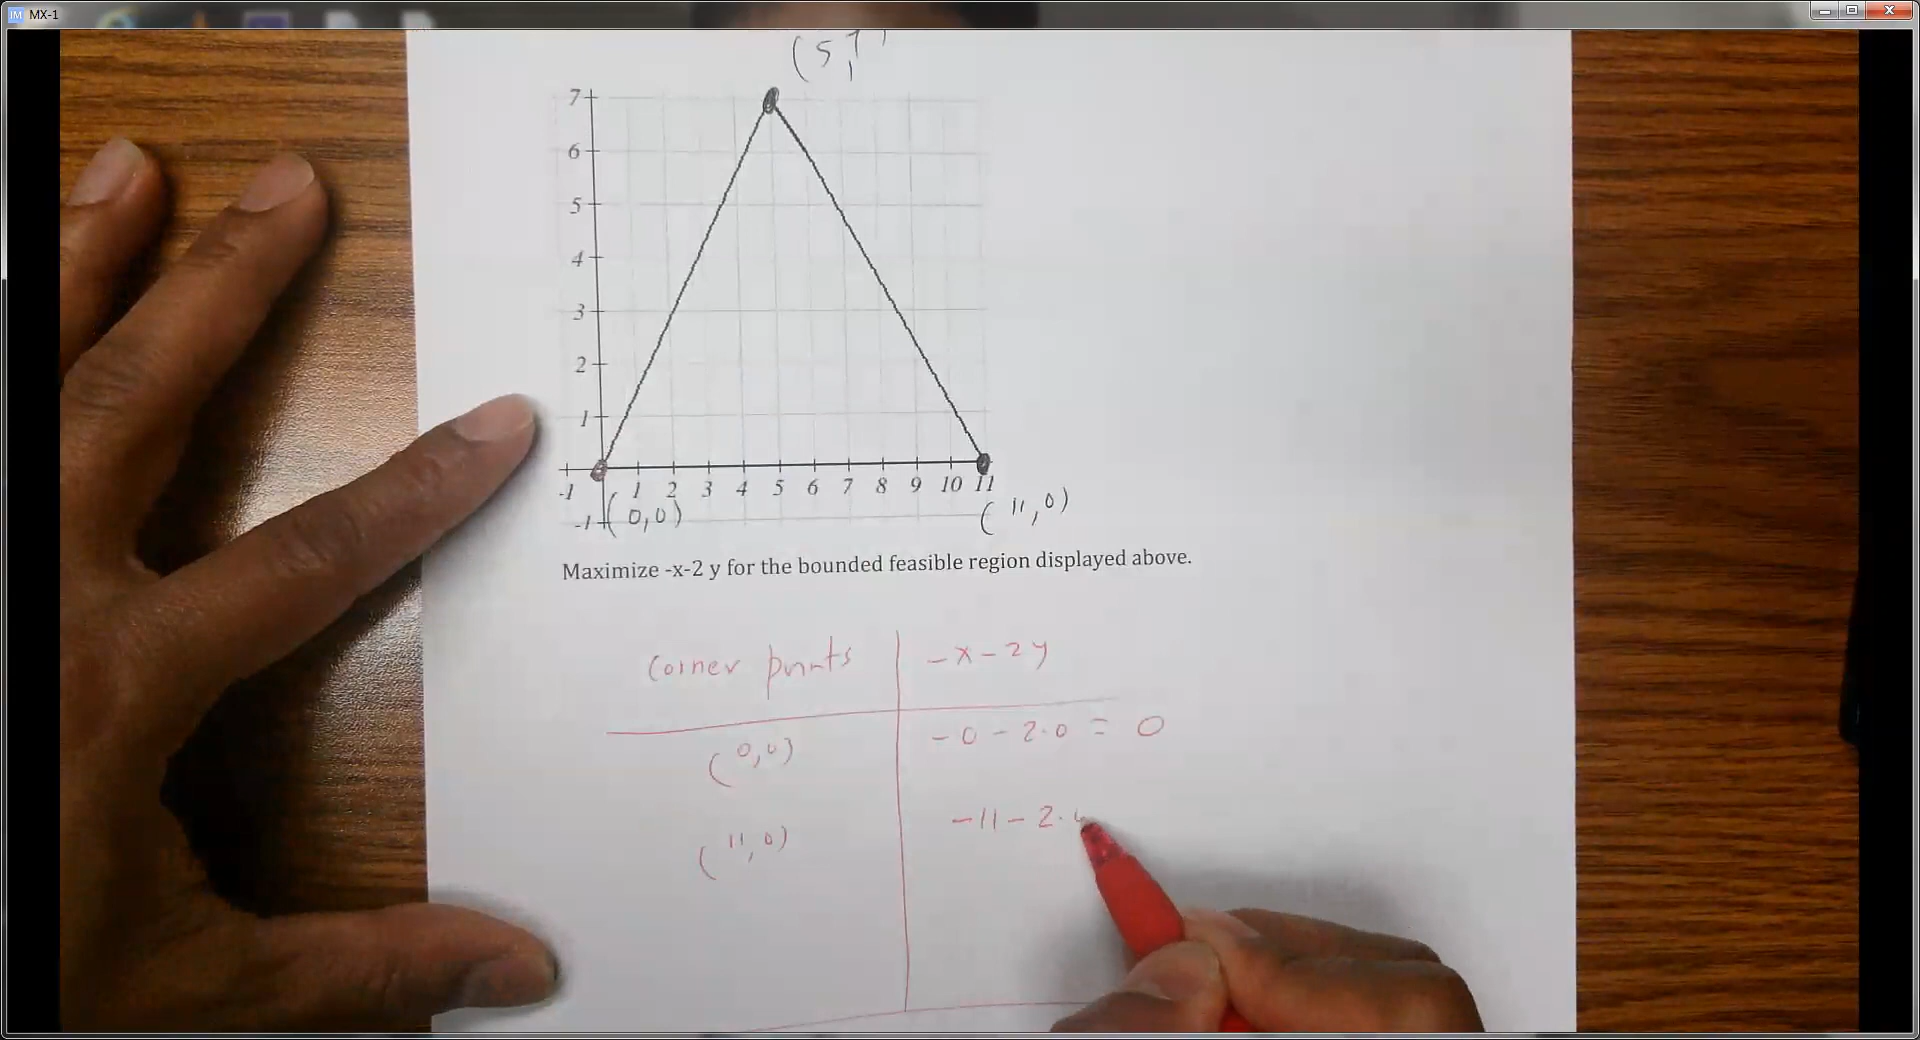 MX-1
(5,7)
7
6
5
4
3
2
1
-1 1 2 3 4 5 6 7 8 9 10 11
-1 (0,0) (11,0)
Maximize -x-2 y for the bounded feasible region displayed above.
corner points -x-2y
(0,0) -0-2·0 = 0
(11,0) -11-2·